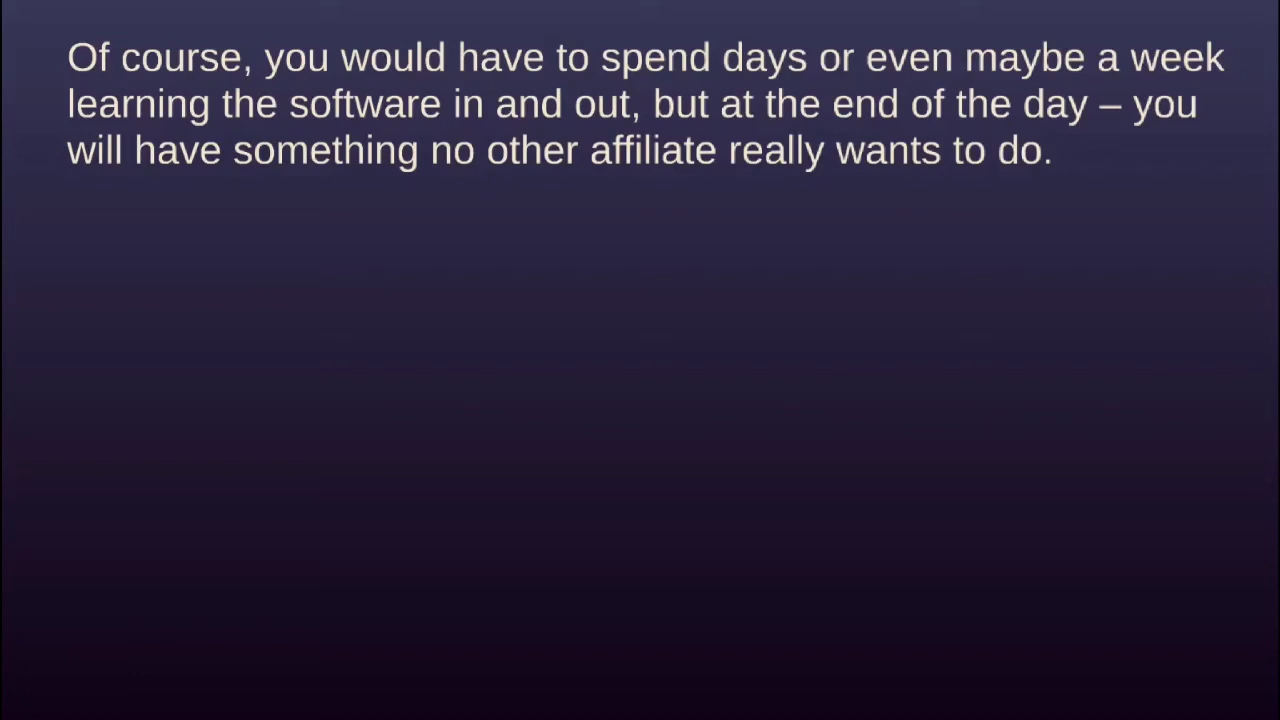 Of course, you would have to spend days or even maybe a week
learning the software in and out, but at the end of the day – you
will have something no other affiliate really wants to do.